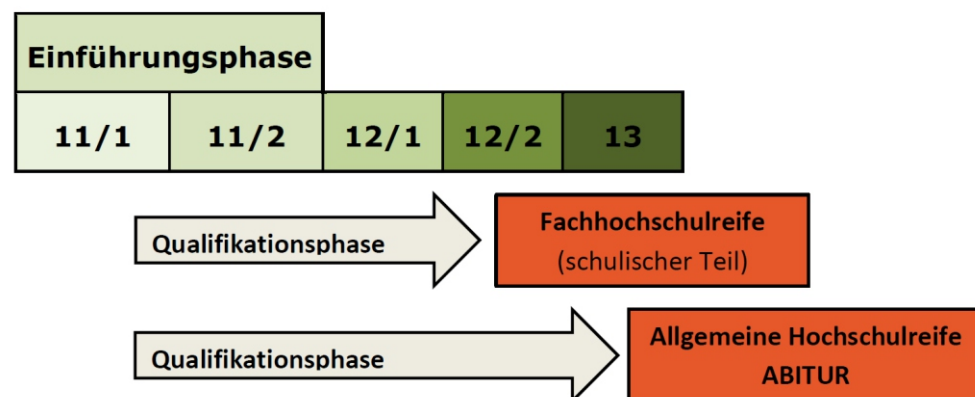 Einführungsphase
11/1 11/2 12/1 12/2 13
Qualifikationsphase
Fachhochschulreife
(schulischer Teil)
Qualifikationsphase
Allgemeine Hochschulreife
ABITUR